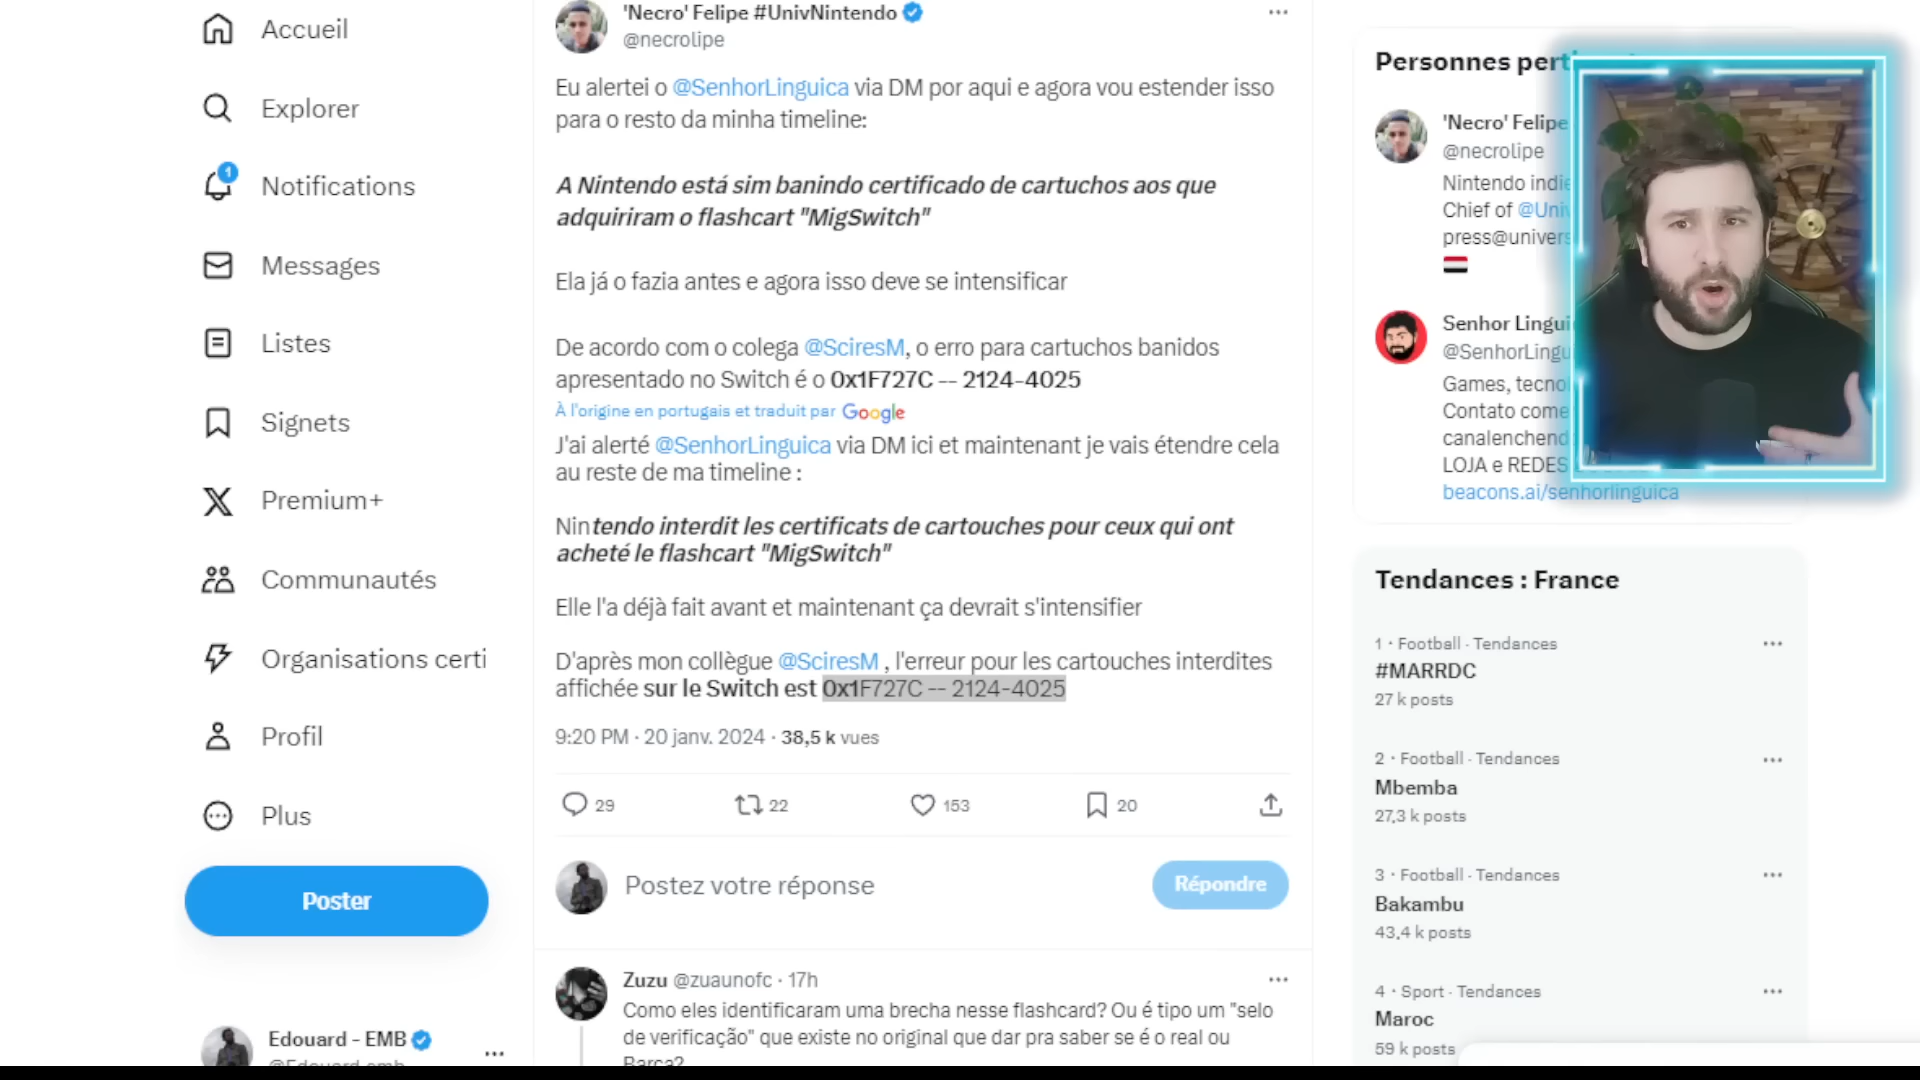 Accueil
Explorer
1
Notifications
Messages
Listes
Signets
Premium+
Communautés
Organisations certi
Profil
Plus
Poster
Edouard - EMB
'Necro' Felipe #UnivNintendo
@necrolipe
Eu alertei o @SenhorLinguica via DM por aqui e agora vou estender isso
para o resto da minha timeline:
A Nintendo está sim banindo certificado de cartuchos aos que
adquiriram o flashcart "MigSwitch"
Ela já o fazia antes e agora isso deve se intensificar
De acordo com o colega @SciresM, o erro para cartuchos banidos
apresentado no Switch é o 0x1F727C -- 2124-4025
À l'origine en portugais et traduit par Google
J'ai alerté @SenhorLinguica via DM ici et maintenant je vais étendre cela
au reste de ma timeline :
Nintendo interdit les certificats de cartouches pour ceux qui ont
acheté le flashcart "MigSwitch"
Elle l'a déjà fait avant et maintenant ça devrait s'intensifier
D'après mon collègue @SciresM , l'erreur pour les cartouches interdites
affichée sur le Switch est 0x1F727C -- 2124-4025
9:20 PM · 20 janv. 2024 · 38,5 k vues
29
22
153
20
Postez votre réponse
Répondre
Zuzu @zuaunofc · 17h
Como eles identificaram uma brecha nesse flashcard? Ou é tipo um "selo
de verificação" que existe no original que dar pra saber se é o real ou
Barça?
Personnes pert
'Necro' Felipe
@necrolipe
Nintendo indie
Chief of @Univ
press@univers
Senhor Lingui
@SenhorLingu
Games, tecno
Contato come
canalenchend
LOJA e REDES
beacons.ai/senhorlinguica
Tendances : France
1 · Football · Tendances
#MARRDC
27 k posts
2 · Football · Tendances
Mbemba
27,3 k posts
3 · Football · Tendances
Bakambu
43,4 k posts
4 · Sport · Tendances
Maroc
59 k posts